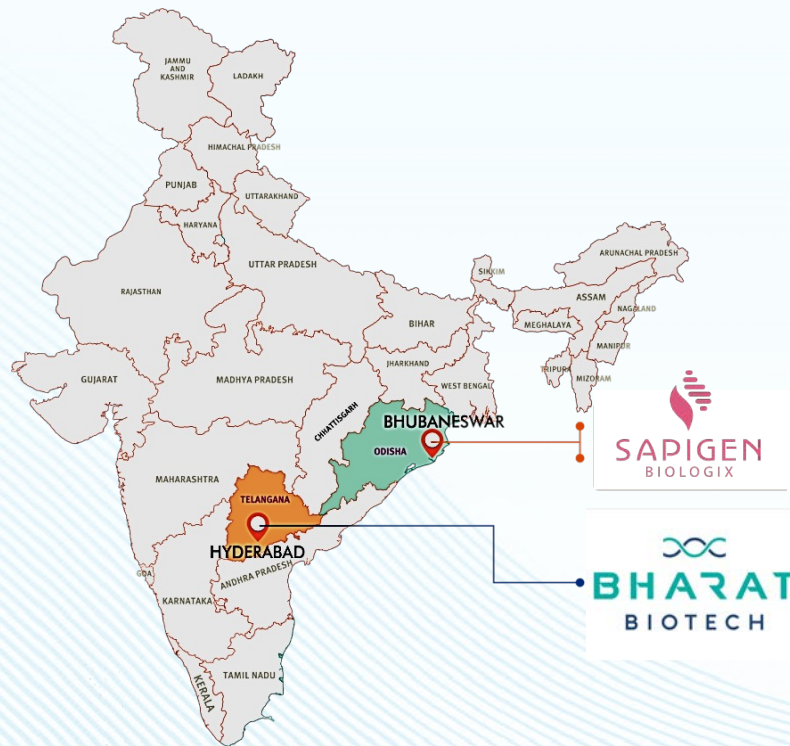 JAMMU
AND
KASHMIR
LADAKH
HIMACHAL PRADESH
PUNJAB
UTTARAKHAND
HARYANA
UTTAR PRADESH
RAJASTHAN
SIKKIM
ARUNACHAL PRADESH
ASSAM
NAGALAND
BIHAR
MEGHALAYA
MANIPUR
JHARKHAND
TRIPURA
MIZORAM
GUJARAT
MADHYA PRADESH
WEST BENGAL
CHHATTISGARH
BHUBANESWAR
ODISHA
SAPIGEN
BIOLOGIX
MAHARASHTRA
TELANGANA
HYDERABAD
GOA
ANDHRA PRADESH
KARNATAKA
BHARAT
BIOTECH
TAMIL NADU
KERALA